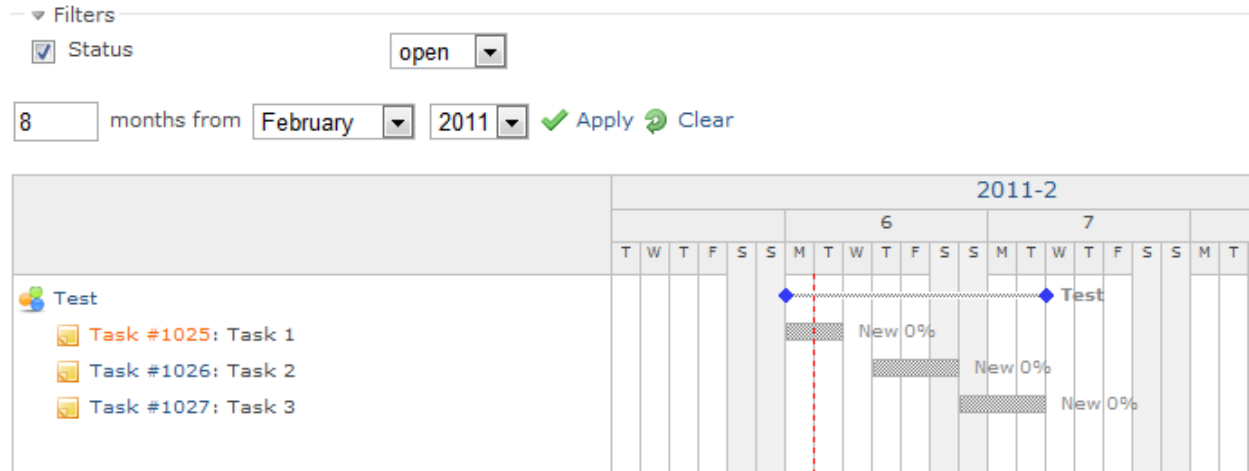 Filters
Status open
8 months from February 2011 Apply Clear
2011-2
6 7
T W T F S S M T W T F S S M T W T F S S M T
Test Test
Task #1025: Task 1 New 0%
Task #1026: Task 2 New 0%
Task #1027: Task 3 New 0%